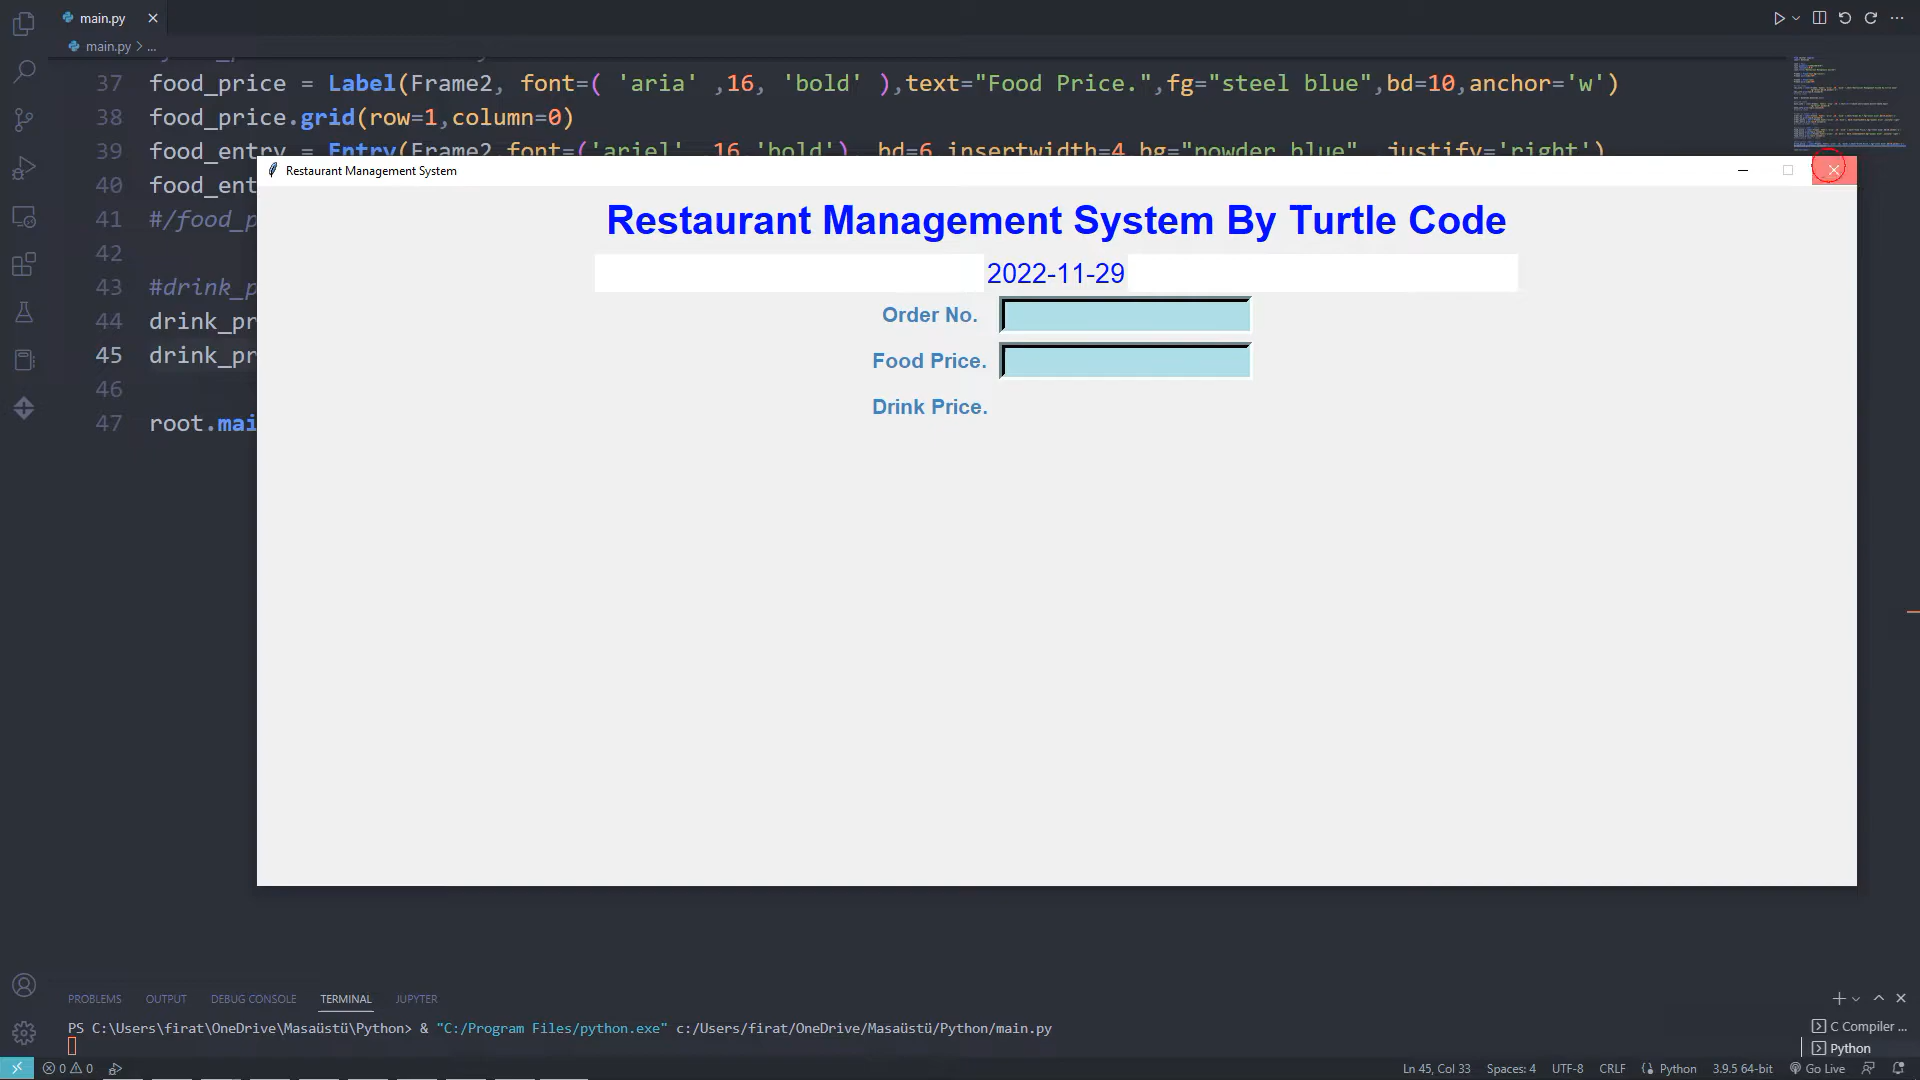 main.py
main.py > ...
37 food_price = Label(Frame2, font=( 'aria' ,16, 'bold' ),text="Food Price.",fg="steel blue",bd=10,anchor='w')
38 food_price.grid(row=1,column=0)
39 food_entry = Entry(Frame2,font=('ariel', 16,'bold'), bd=6,insertwidth=4,bg="powder blue", justify='right')
40 food_ent
41 #/food_p
42
43 #drink_p
44 drink_pr
45 drink_pr
46
47 root.mai
Restaurant Management System
Restaurant Management System By Turtle Code
2022-11-29
Order No.
Food Price.
Drink Price.
PROBLEMS OUTPUT DEBUG CONSOLE TERMINAL JUPYTER
PS C:\Users\firat\OneDrive\Masaüstü\Python> & "C:/Program Files/python.exe" c:/Users/firat/OneDrive/Masaüstü/Python/main.py
C Compiler ...
Python
0 0 Ln 45, Col 33 Spaces: 4 UTF-8 CRLF Python 3.9.5 64-bit Go Live